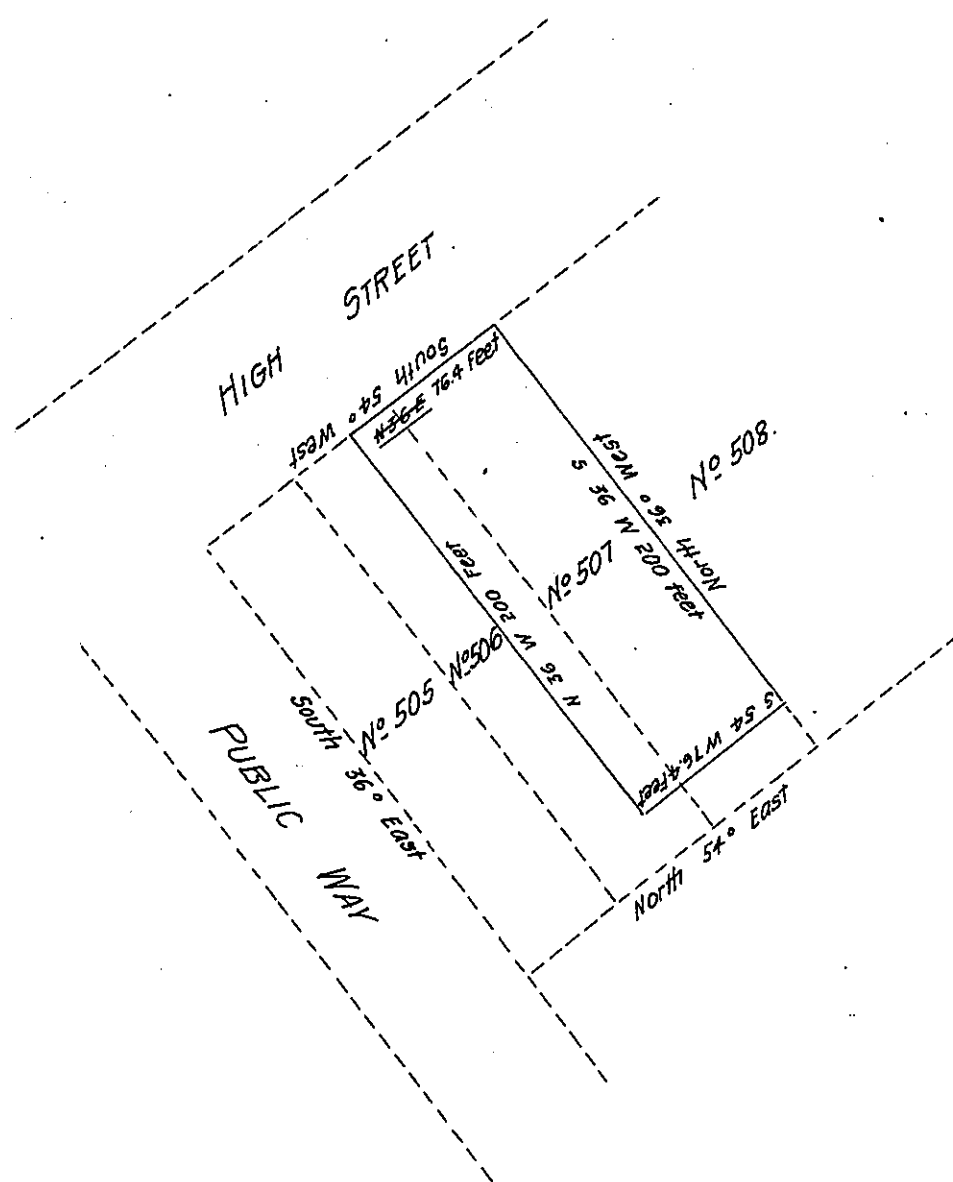 HIGH STREET
South 54° West
76.4 Feet
North 36° West
S 36 W 200 feet
Nº 508.
Nº 507
N 36 W 200 Feet
Nº 506
Nº 505
South 36° East
S 54 W 76.4 Feet
North 54° East
PUBLIC WAY